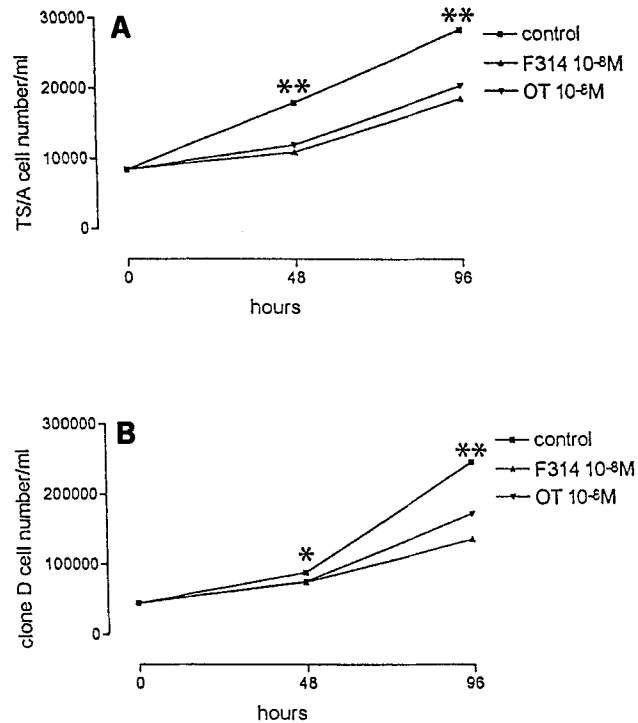 A
TS/A cell number/ml
30000
20000
10000
0
**
**
control
F314 10-8M
OT 10-8M
0 48 96
hours
B
clone D cell number/ml
300000
200000
100000
0
*
**
control
F314 10-8M
OT 10-8M
0 48 96
hours